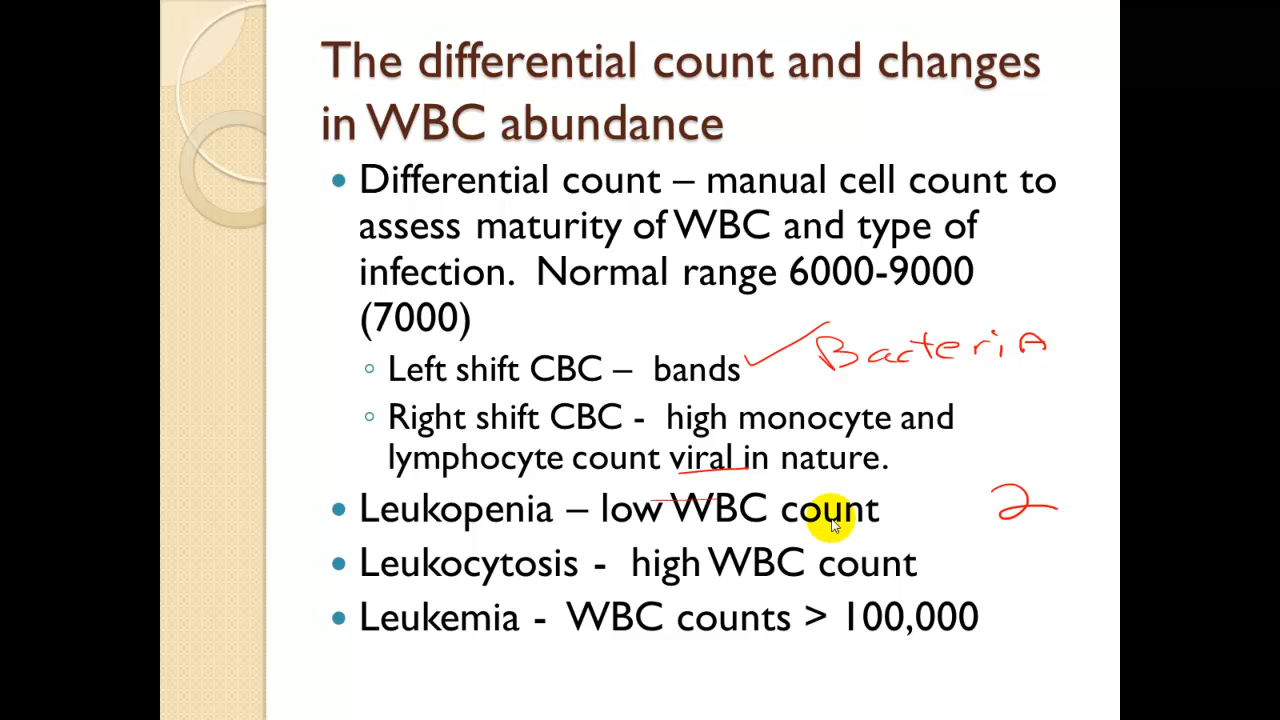 The differential count and changes
in WBC abundance
• Differential count – manual cell count to
assess maturity of WBC and type of
infection. Normal range 6000-9000
(7000)
◦ Left shift CBC – bands ✓ BacteriA
◦ Right shift CBC - high monocyte and
lymphocyte count viral in nature.
• Leukopenia – low WBC count 2
• Leukocytosis - high WBC count
• Leukemia - WBC counts > 100,000